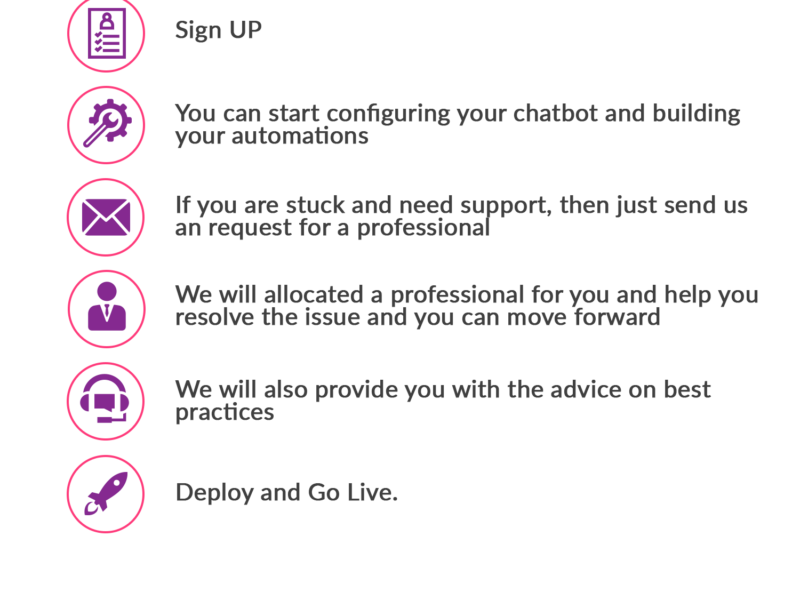 Sign UP
You can start configuring your chatbot and building
your automations
If you are stuck and need support, then just send us
an request for a professional
We will allocated a professional for you and help you
resolve the issue and you can move forward
We will also provide you with the advice on best
practices
Deploy and Go Live.